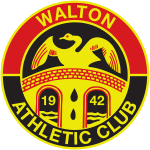 WALTON
19 42
ATHLETIC CLUB